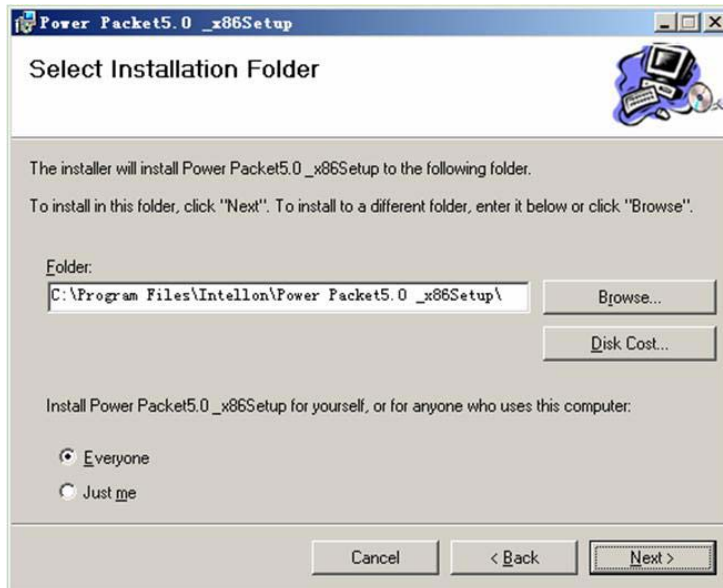 Power Packet5.0 _x86Setup
Select Installation Folder
The installer will install Power Packet5.0 _x86Setup to the following folder.
To install in this folder, click "Next". To install to a different folder, enter it below or click "Browse".
Folder:
C:\Program Files\Intellon\Power Packet5.0 _x86Setup\
Browse...
Disk Cost...
Install Power Packet5.0 _x86Setup for yourself, or for anyone who uses this computer:
Everyone
Just me
Cancel
< Back
Next >